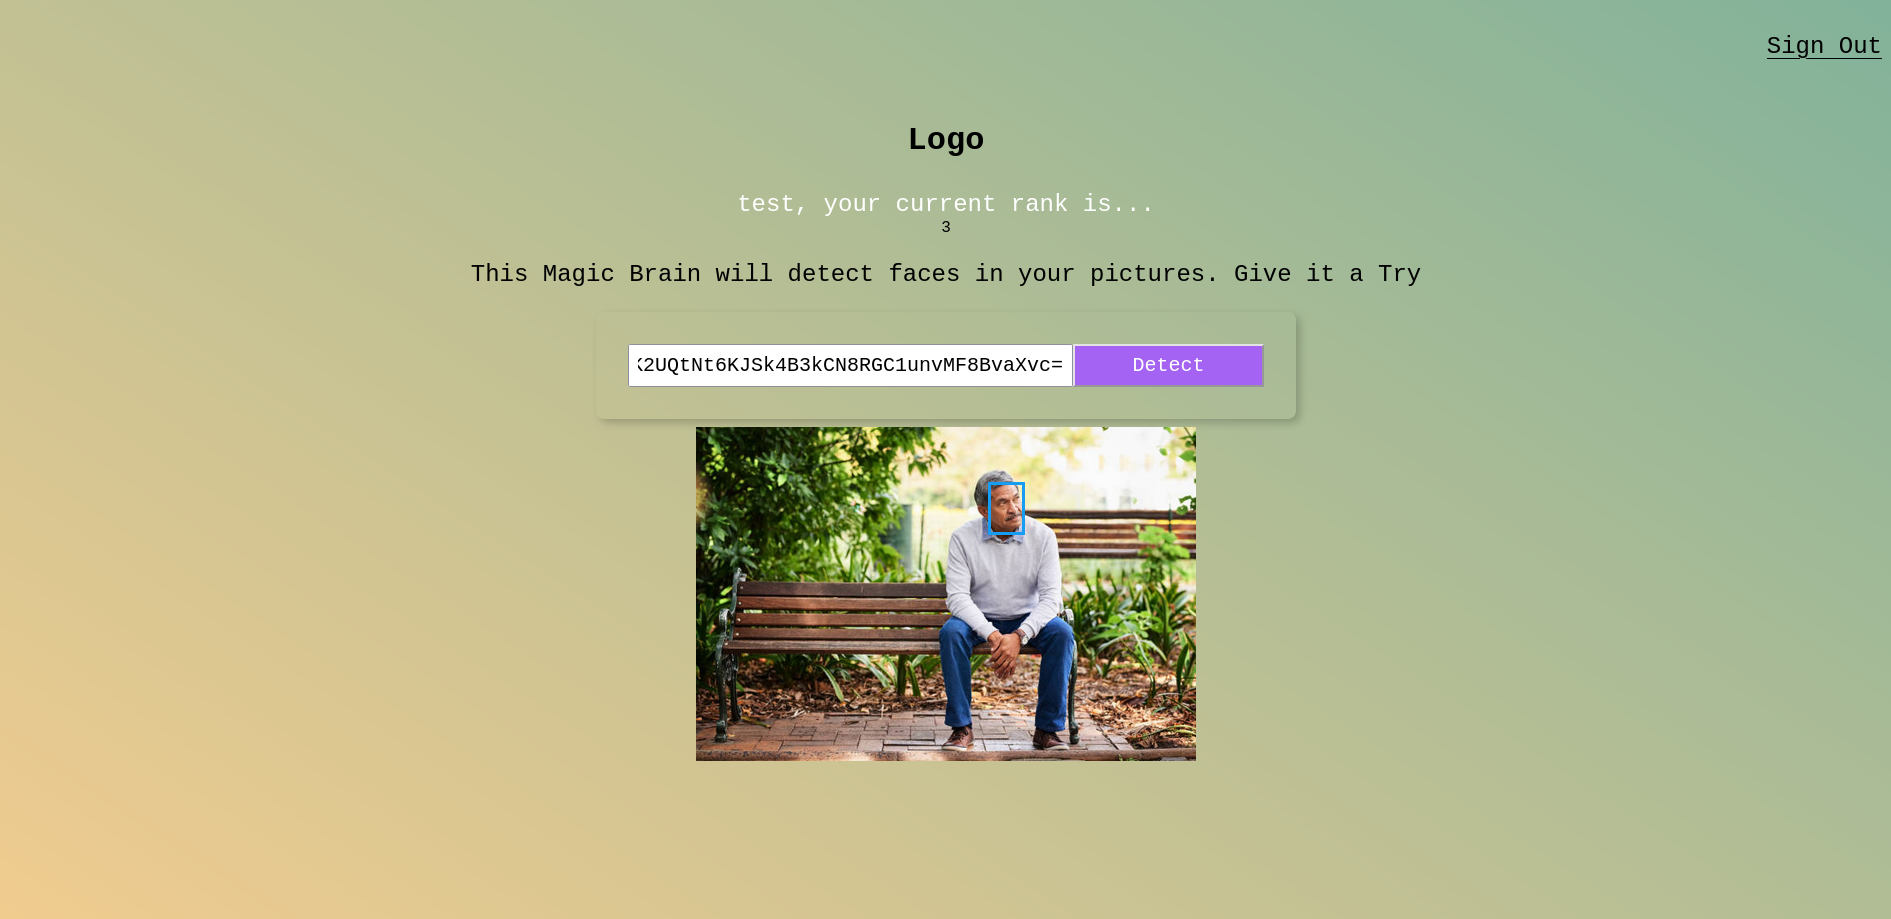 Sign Out
Logo
test, your current rank is...
3
This Magic Brain will detect faces in your pictures. Give it a Try
2UQtNt6KJSk4B3kCN8RGC1unvMF8BvaXvc= Detect